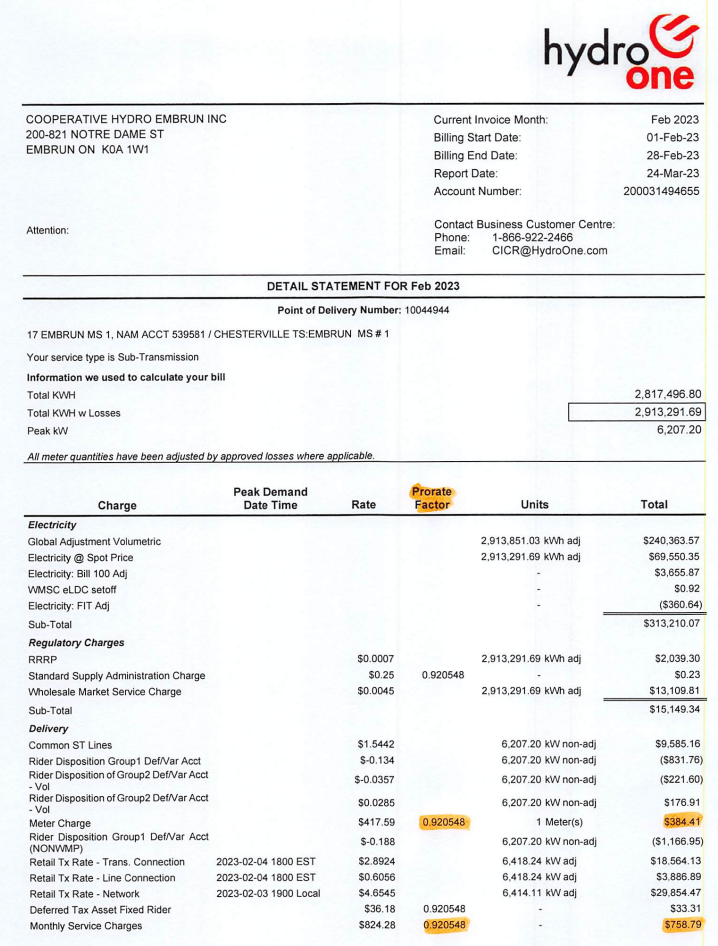 hydro
one
COOPERATIVE HYDRO EMBRUN INC
200-821 NOTRE DAME ST
EMBRUN ON K0A 1W1
Current Invoice Month: Feb 2023
Billing Start Date: 01-Feb-23
Billing End Date: 28-Feb-23
Report Date: 24-Mar-23
Account Number: 200031494655
Attention:
Contact Business Customer Centre:
Phone: 1-866-922-2466
Email: CICR@HydroOne.com
DETAIL STATEMENT FOR Feb 2023
Point of Delivery Number: 10044944
17 EMBRUN MS 1, NAM ACCT 539581 / CHESTERVILLE TS:EMBRUN MS # 1
Your service type is Sub-Transmission
Information we used to calculate your bill
Total KWH 2,817,496.80
Total KWH w Losses 2,913,291.69
Peak kW 6,207.20
All meter quantities have been adjusted by approved losses where applicable.
Charge Peak Demand Date Time Rate Prorate Factor Units Total
Electricity
Global Adjustment Volumetric 2,913,851.03 kWh adj $240,363.57
Electricity @ Spot Price 2,913,291.69 kWh adj $69,550.35
Electricity: Bill 100 Adj - $3,655.87
WMSC eLDC setoff - $0.92
Electricity: FIT Adj - ($360.64)
Sub-Total $313,210.07
Regulatory Charges
RRRP $0.0007 2,913,291.69 kWh adj $2,039.30
Standard Supply Administration Charge $0.25 0.920548 - $0.23
Wholesale Market Service Charge $0.0045 2,913,291.69 kWh adj $13,109.81
Sub-Total $15,149.34
Delivery
Common ST Lines $1.5442 6,207.20 kW non-adj $9,585.16
Rider Disposition Group1 Def/Var Acct $-0.134 6,207.20 kW non-adj ($831.76)
Rider Disposition of Group2 Def/Var Acct
- Vol $-0.0357 6,207.20 kW non-adj ($221.60)
Rider Disposition of Group2 Def/Var Acct
- Vol $0.0285 6,207.20 kW non-adj $176.91
Meter Charge $417.59 0.920548 1 Meter(s) $384.41
Rider Disposition Group1 Def/Var Acct
(NONWMP) $-0.188 6,207.20 kW non-adj ($1,166.95)
Retail Tx Rate - Trans. Connection 2023-02-04 1800 EST $2.8924 6,418.24 kW adj $18,564.13
Retail Tx Rate - Line Connection 2023-02-04 1800 EST $0.6056 6,418.24 kW adj $3,886.89
Retail Tx Rate - Network 2023-02-03 1900 Local $4.6545 6,414.11 kW adj $29,854.47
Deferred Tax Asset Fixed Rider $36.18 0.920548 - $33.31
Monthly Service Charges $824.28 0.920548 - $758.79